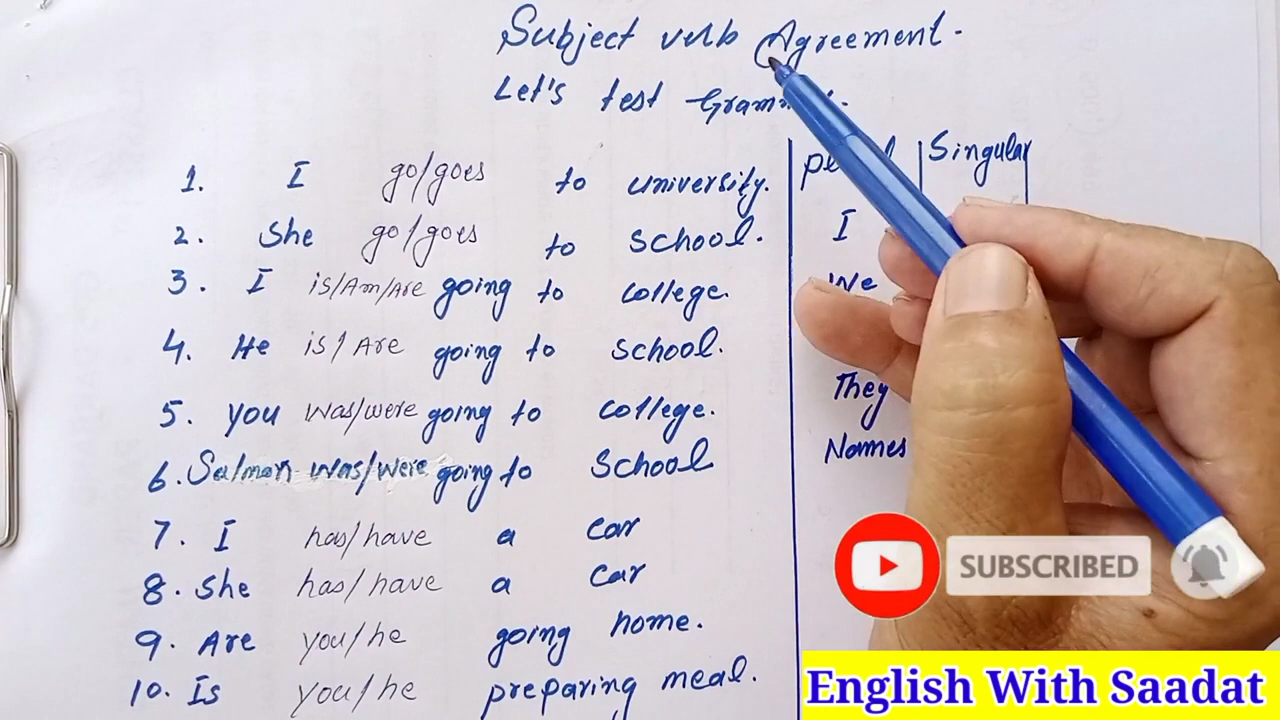 Subject verb Agreement.
Let's test
1. I go/goes to university.
2. She go/goes to school.
3. I is/Am/Are going to college.
4. He is/Are going to school.
5. you was/were going to college.
6. Salman was/were going to School
7. I has/have a car
8. She has/have a car
9. Are you/he going home.
10. Is you/he preparing meal.
Singular
I
We
They
Names
SUBSCRIBED
English With Saadat